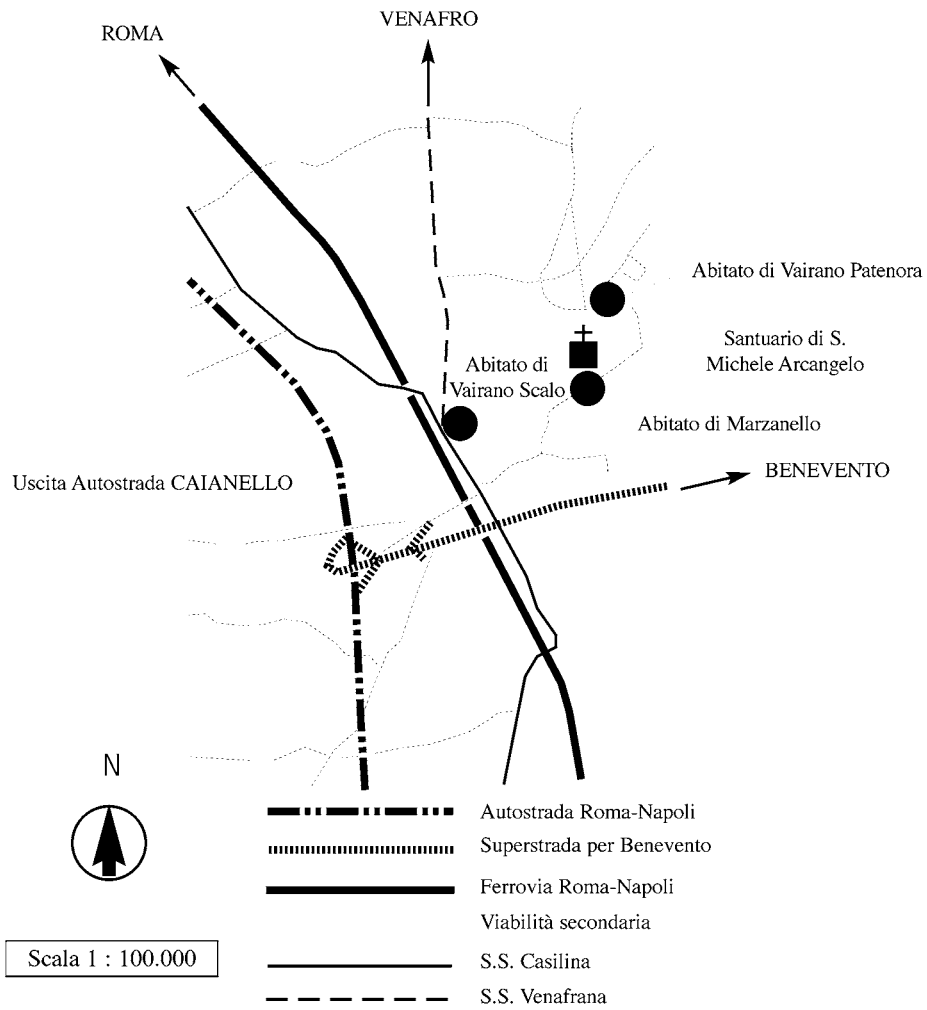 VENAFRO
ROMA
Abitato di Vairano Patenora
Santuario di S.
Michele Arcangelo
Abitato di
Vairano Scalo
Abitato di Marzanello
BENEVENTO
Uscita Autostrada CAIANELLO
N
Autostrada Roma-Napoli
Superstrada per Benevento
Ferrovia Roma-Napoli
Viabilità secondaria
Scala 1 : 100.000
S.S. Casilina
S.S. Venafrana